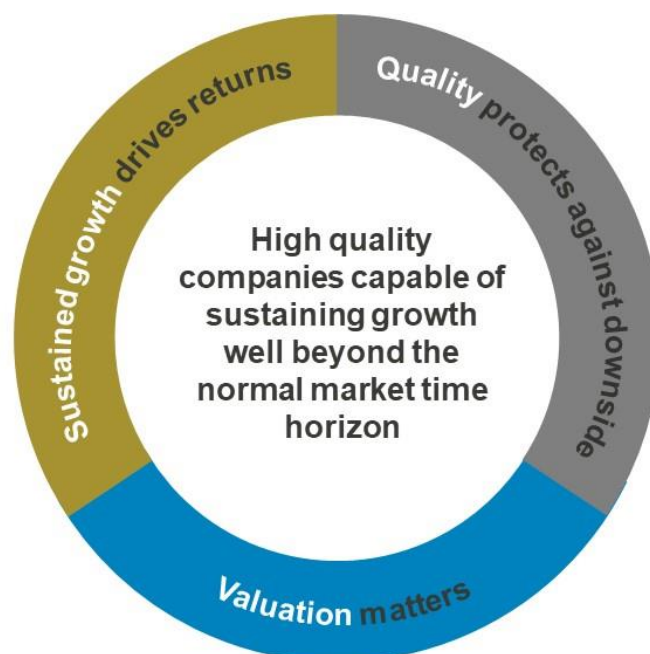 Sustained growth drives returns
Quality protects against downside
High quality
companies capable of
sustaining growth
well beyond the
normal market time
horizon
Valuation matters